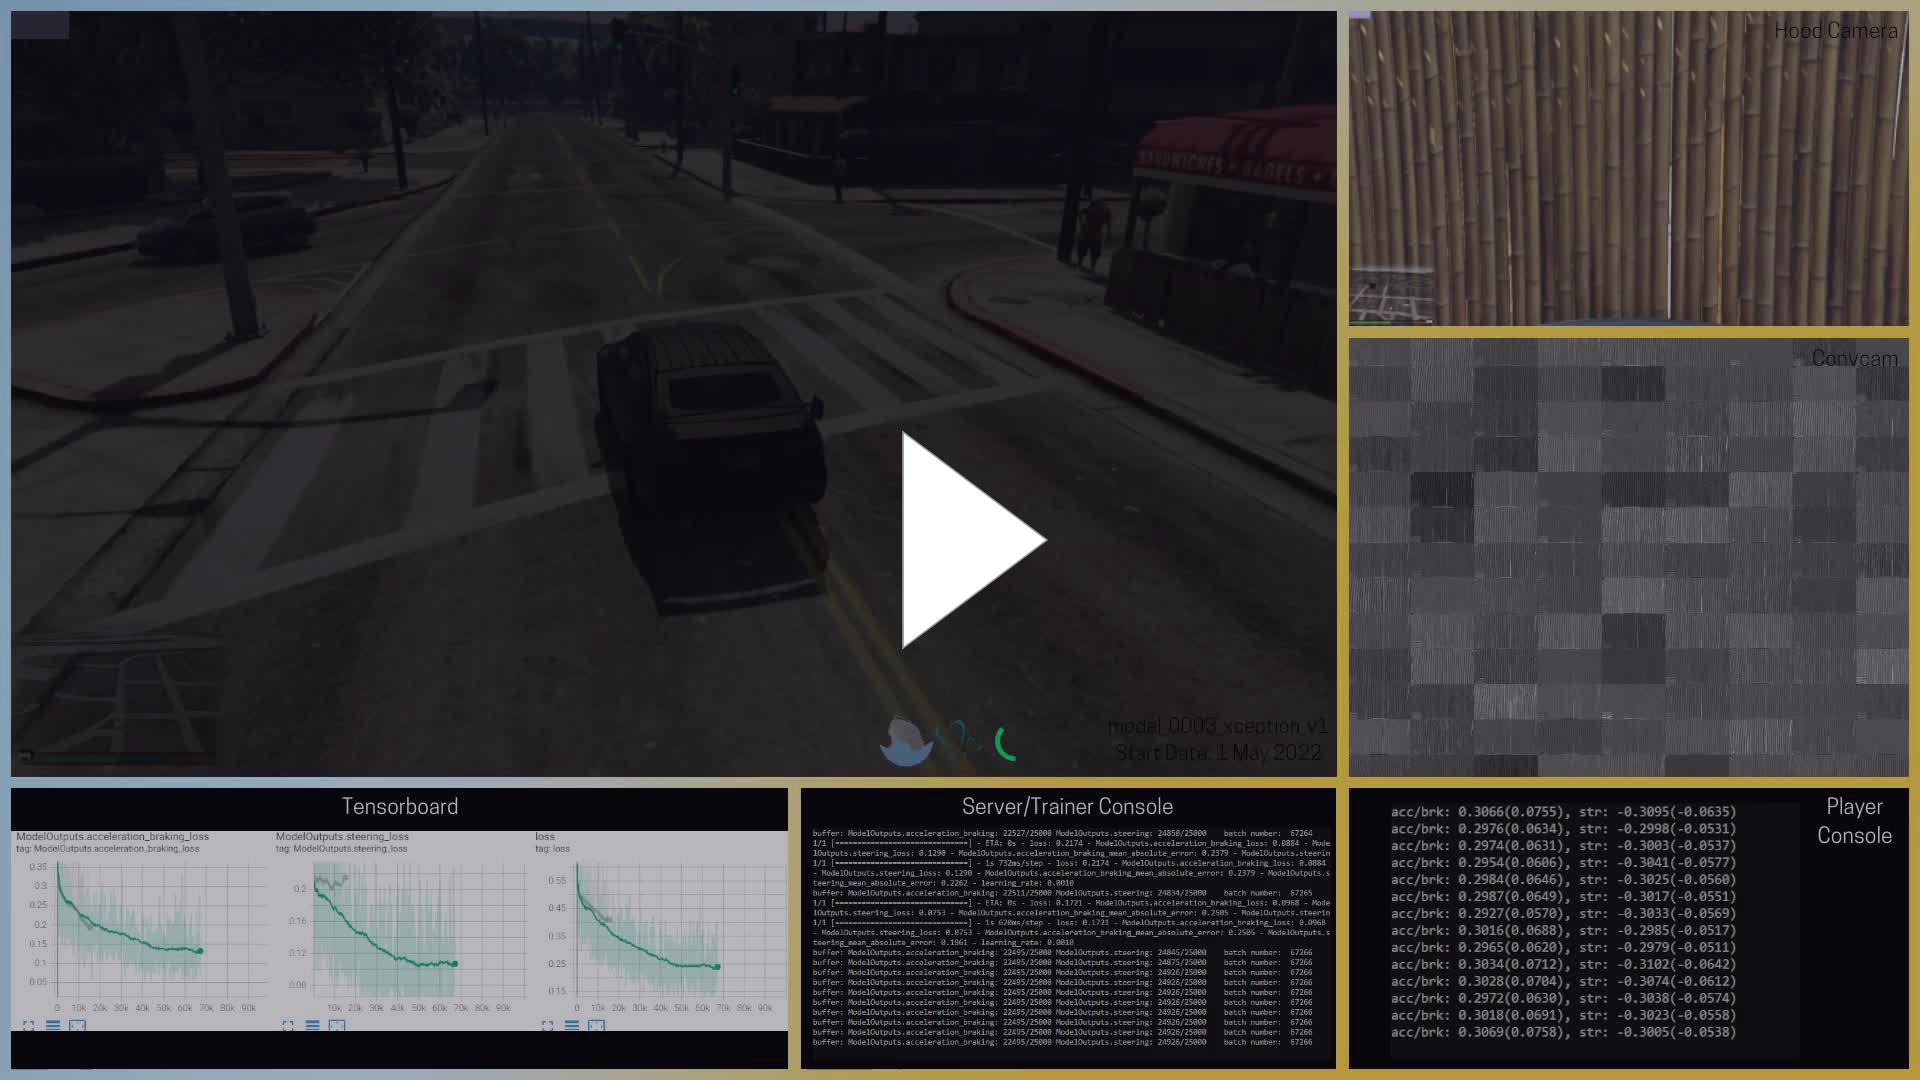 SANDWICHES • BAGELS •
model_0003_xception_v1
Start Date: 1 May 2022
Hood Camera
Convcam
Tensorboard
ModelOutputs.acceleration_braking_loss
tag: ModelOutputs.acceleration_braking_loss
0.35
0.3
0.25
0.2
0.15
0.1
0.05
0 10k 20k 30k 40k 50k 60k 70k 80k 90k
ModelOutputs.steering_loss
tag: ModelOutputs.steering_loss
0.2
0.16
0.12
0.08
10k 20k 30k 40k 50k 60k 70k 80k 90k
loss
tag: loss
0.55
0.45
0.35
0.25
0.15
0 10k 20k 30k 40k 50k 60k 70k 80k 90k
Server/Trainer Console
buffer: ModelOutputs.acceleration_braking: 22527/25000 ModelOutputs.steering: 24850/25000 batch number: 67264
1/1 [==============================] - ETA: 0s - loss: 0.2174 - ModelOutputs.acceleration_braking_loss: 0.0884 - Mode
lOutputs.steering_loss: 0.1290 - ModelOutputs.acceleration_braking_mean_absolute_error: 0.2379 - ModelOutputs.steerin
1/1 [==============================] - 1s 732ms/step - loss: 0.2174 - ModelOutputs.acceleration_braking_loss: 0.0884
- ModelOutputs.steering_loss: 0.1290 - ModelOutputs.acceleration_braking_mean_absolute_error: 0.2379 - ModelOutputs.s
teering_mean_absolute_error: 0.2262 - learning_rate: 0.0010
buffer: ModelOutputs.acceleration_braking: 22511/25000 ModelOutputs.steering: 24834/25000 batch number: 67265
1/1 [==============================] - ETA: 0s - loss: 0.1721 - ModelOutputs.acceleration_braking_loss: 0.0968 - Mode
lOutputs.steering_loss: 0.0753 - ModelOutputs.acceleration_braking_mean_absolute_error: 0.2505 - ModelOutputs.steerin
1/1 [==============================] - 1s 620ms/step - loss: 0.1721 - ModelOutputs.acceleration_braking_loss: 0.0968
- ModelOutputs.steering_loss: 0.0753 - ModelOutputs.acceleration_braking_mean_absolute_error: 0.2505 - ModelOutputs.s
teering_mean_absolute_error: 0.1961 - learning_rate: 0.0010
buffer: ModelOutputs.acceleration_braking: 22495/25000 ModelOutputs.steering: 24845/25000 batch number: 67266
buffer: ModelOutputs.acceleration_braking: 22495/25000 ModelOutputs.steering: 24875/25000 batch number: 67266
buffer: ModelOutputs.acceleration_braking: 22495/25000 ModelOutputs.steering: 24926/25000 batch number: 67266
buffer: ModelOutputs.acceleration_braking: 22495/25000 ModelOutputs.steering: 24926/25000 batch number: 67266
buffer: ModelOutputs.acceleration_braking: 22495/25000 ModelOutputs.steering: 24926/25000 batch number: 67266
buffer: ModelOutputs.acceleration_braking: 22495/25000 ModelOutputs.steering: 24926/25000 batch number: 67266
buffer: ModelOutputs.acceleration_braking: 22495/25000 ModelOutputs.steering: 24926/25000 batch number: 67266
buffer: ModelOutputs.acceleration_braking: 22495/25000 ModelOutputs.steering: 24926/25000 batch number: 67266
buffer: ModelOutputs.acceleration_braking: 22495/25000 ModelOutputs.steering: 24926/25000 batch number: 67266
buffer: ModelOutputs.acceleration_braking: 22495/25000 ModelOutputs.steering: 24926/25000 batch number: 67266
Player
Console
acc/brk: 0.3066(0.0755), str: -0.3095(-0.0635)
acc/brk: 0.2976(0.0634), str: -0.2998(-0.0531)
acc/brk: 0.2974(0.0631), str: -0.3003(-0.0537)
acc/brk: 0.2954(0.0606), str: -0.3041(-0.0577)
acc/brk: 0.2984(0.0646), str: -0.3025(-0.0560)
acc/brk: 0.2987(0.0649), str: -0.3017(-0.0551)
acc/brk: 0.2927(0.0570), str: -0.3033(-0.0569)
acc/brk: 0.3016(0.0688), str: -0.2985(-0.0517)
acc/brk: 0.2965(0.0620), str: -0.2979(-0.0511)
acc/brk: 0.3034(0.0712), str: -0.3102(-0.0642)
acc/brk: 0.3028(0.0704), str: -0.3074(-0.0612)
acc/brk: 0.2972(0.0630), str: -0.3038(-0.0574)
acc/brk: 0.3018(0.0691), str: -0.3023(-0.0558)
acc/brk: 0.3069(0.0758), str: -0.3005(-0.0538)